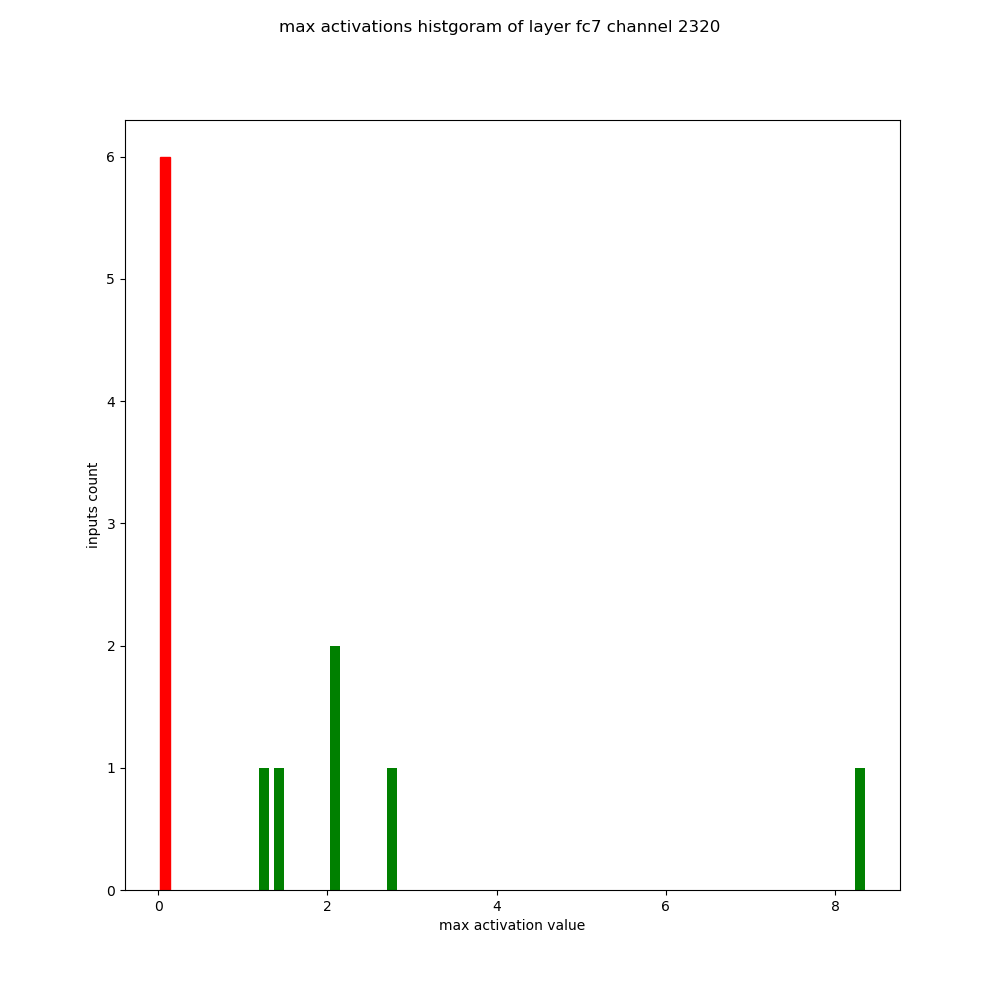 max activations histgoram of layer fc7 channel 2320
6
5
4
3
2
1
0
inputs count
0 2 4 6 8
max activation value